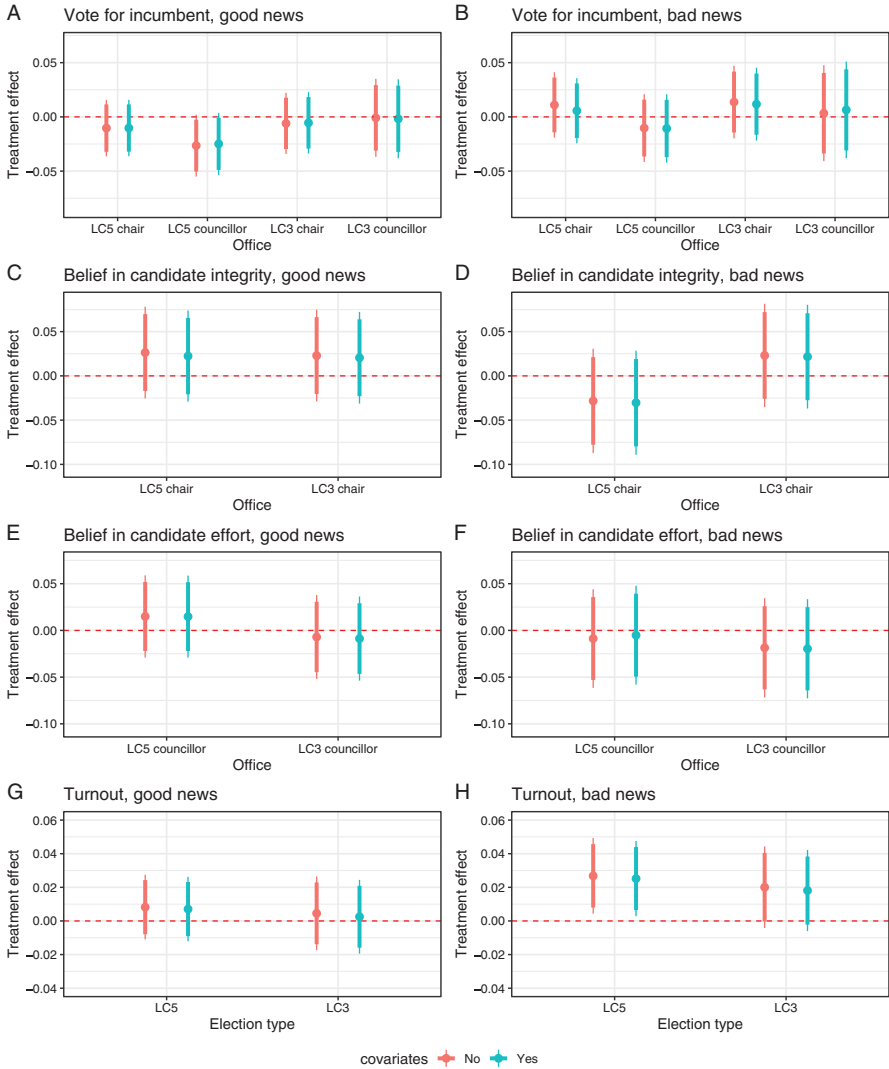 A Vote for incumbent, good news
Treatment effect
0.05
0.00
−0.05
LC5 chair LC5 councillor LC3 chair LC3 councillor
Office
B Vote for incumbent, bad news
Treatment effect
0.05
0.00
−0.05
LC5 chair LC5 councillor LC3 chair LC3 councillor
Office
C Belief in candidate integrity, good news
Treatment effect
0.05
0.00
−0.05
−0.10
LC5 chair LC3 chair
Office
D Belief in candidate integrity, bad news
Treatment effect
0.05
0.00
−0.05
−0.10
LC5 chair LC3 chair
Office
E Belief in candidate effort, good news
Treatment effect
0.05
0.00
−0.05
−0.10
LC5 councillor LC3 councillor
Office
F Belief in candidate effort, bad news
Treatment effect
0.05
0.00
−0.05
−0.10
LC5 councillor LC3 councillor
Office
G Turnout, good news
Treatment effect
0.06
0.04
0.02
0.00
−0.02
−0.04
LC5 LC3
Election type
H Turnout, bad news
Treatment effect
0.06
0.04
0.02
0.00
−0.02
−0.04
LC5 LC3
Election type
covariates No Yes